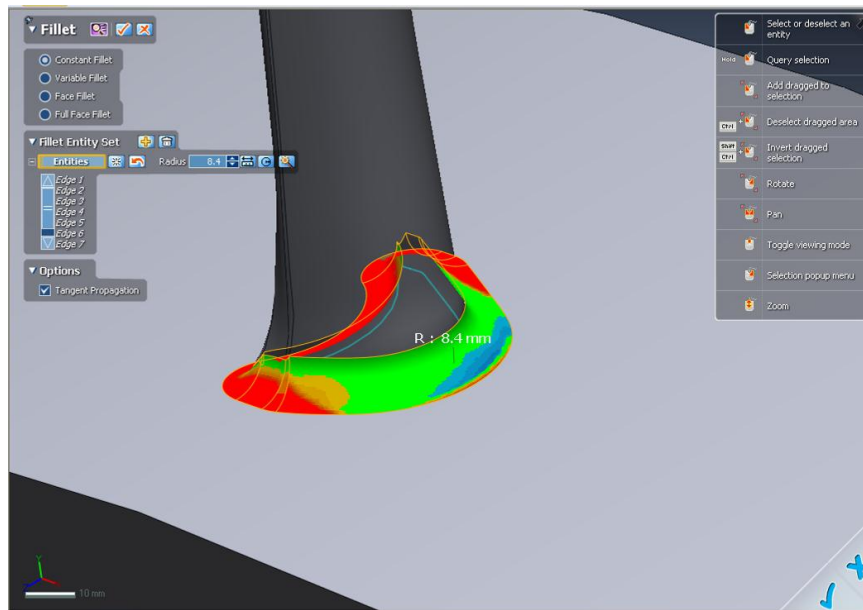 Fillet
Constant Fillet
Variable Fillet
Face Fillet
Full Face Fillet
Fillet Entity Set
Entities Radius 8.4
Edge 1
Edge 2
Edge 3
Edge 4
Edge 5
Edge 6
Edge 7
Options
Tangent Propagation
R : 8.4 mm
Y
10 mm
Select or deselect an
entity
Hold Query selection
Add dragged to
selection
Ctrl + Deselect dragged area
Shift
Ctrl + Invert dragged
selection
Rotate
Pan
Toggle viewing mode
Selection popup menu
Zoom